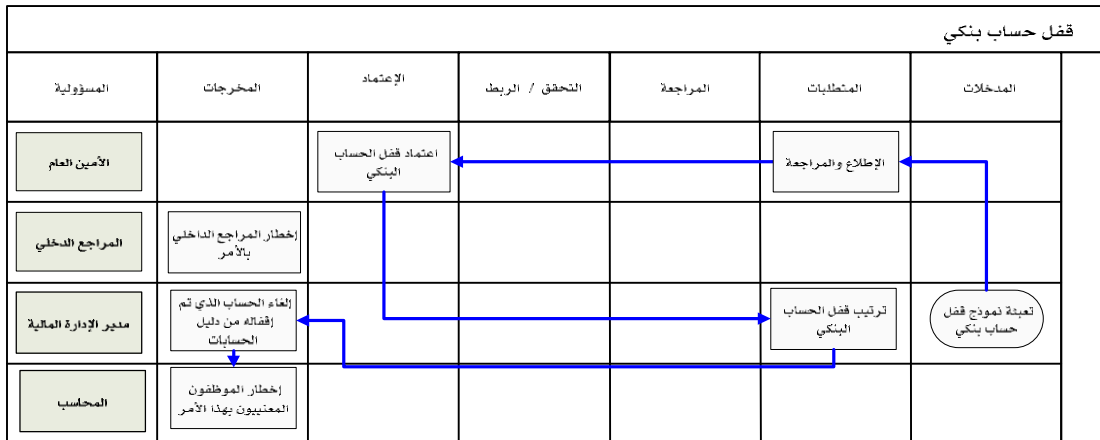 قفل حساب بنكي
المدخلات
المتطلبات
المراجعة
التحقق / الربط
الإعتماد
المخرجات
المسؤولية
الإطلاع والمراجعة
اعتماد قفل الحساب
البنكي
الأمين العام
إخطار المراجع الداخلي
بالأمر
المراجع الدخلي
تعبئة نموذج قفل
حساب بنكي
ترتيب قفل الحساب
البنكي
إلغاء الحساب الذي تم
إقفاله من دليل
الحسابات
مدير الإدارة المالية
إخطار الموظفون
المعنييون بهذا الأمر
المحاسب